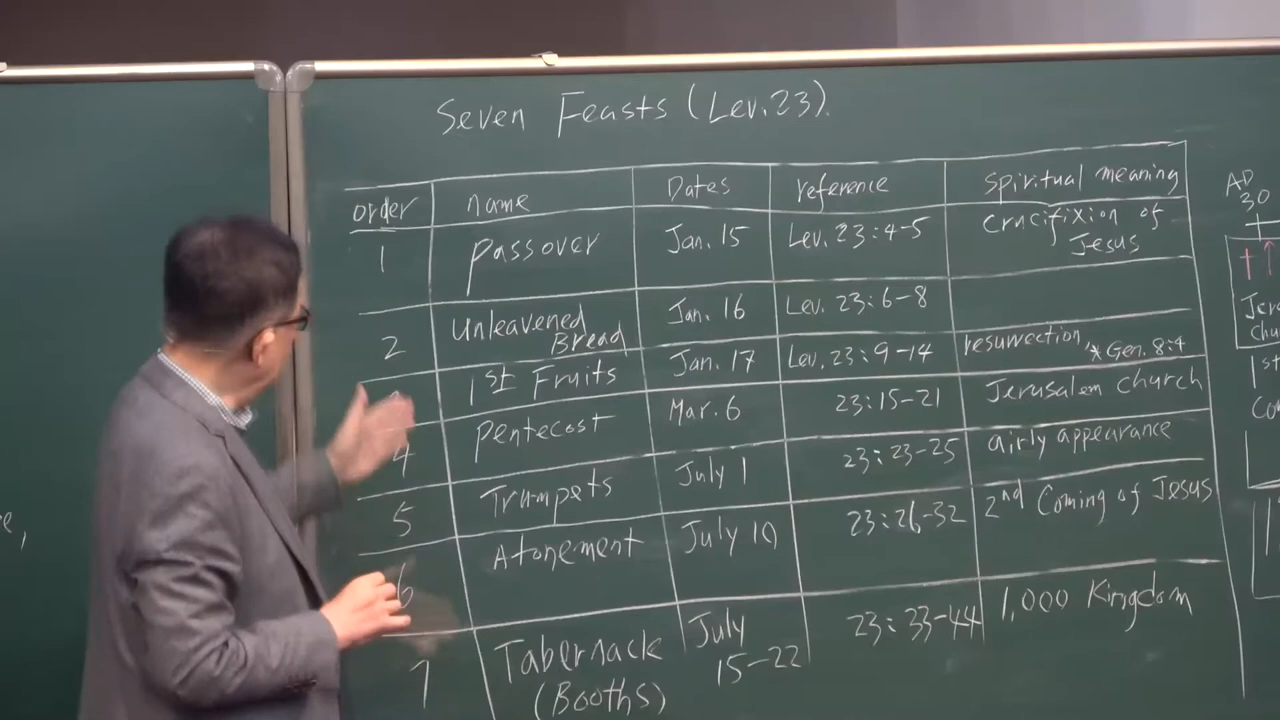 Seven Feasts (Lev. 23).
order name Dates reference spiritual meaning
1 Passover Jan. 15 Lev. 23:4-5 crucifixion of Jesus
2 Unleavened Bread Jan. 16 Lev. 23:6-8
1st Fruits Jan. 17 Lev. 23:9-14 resurrection, *Gen. 8:4
4 Pentecost Mar. 6 23:15-21 Jerusalem church
5 Trumpets July 1 23:23-25 airly appearance
6 Atonement July 10 23:26-32 2nd Coming of Jesus
7 Tabernacle (Booths) July 15-22 23:33-44 1,000 Kingdom
AD
30
1st